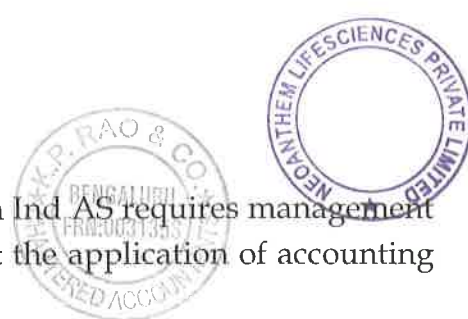 NEOANTHEM LIFESCIENCES PRIVATE LIMITED
K.P. RAO & CO.
BENGALURU
FRN:003135S
CHARTERED ACCOUNTANTS
Ind AS requires management
the application of accounting